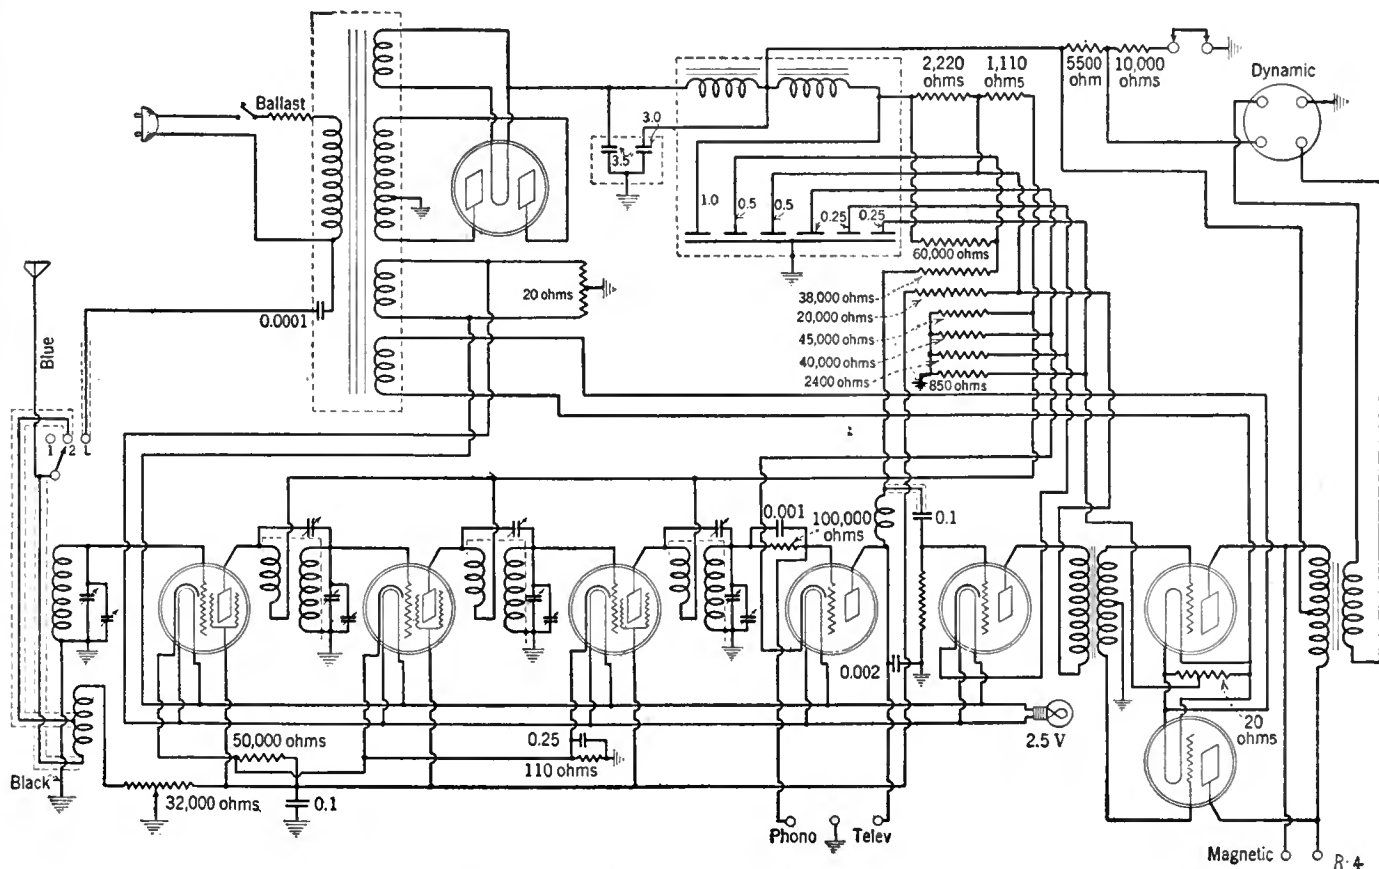 2,220
ohms
1,110
ohms
5500
ohm
10,000
ohms
Dynamic
Ballast
3.0
3.5
1.0
0.5
0.5
0.25
0.25
60,000 ohms
20 ohms
38,000 ohms
20,000 ohms
45,000 ohms
40,000 ohms
2400 ohms
850 ohms
0.0001
Blue
1 2 L
0.001
100,000
ohms
0.1
0.002
50,000 ohms
0.25
110 ohms
2.5 V
20
ohms
Black
32,000 ohms
0.1
Phono
Telev
Magnetic
R-4